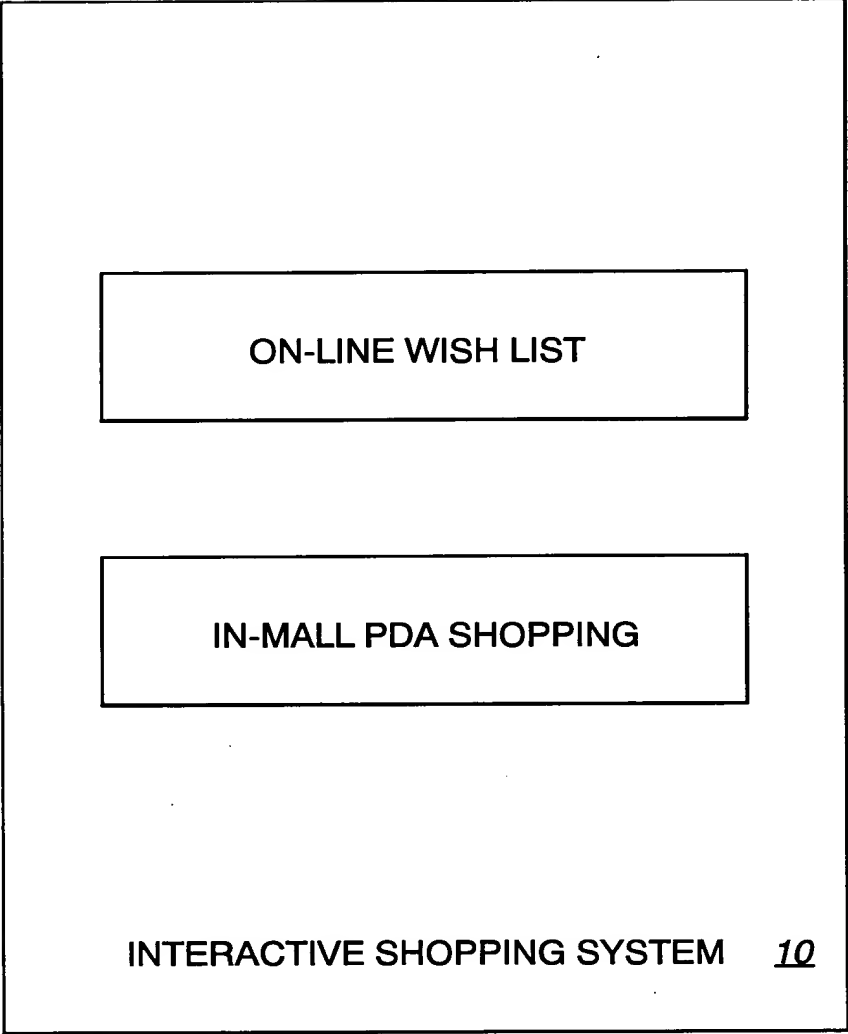 ON-LINE WISH LIST
IN-MALL PDA SHOPPING
INTERACTIVE SHOPPING SYSTEM 10